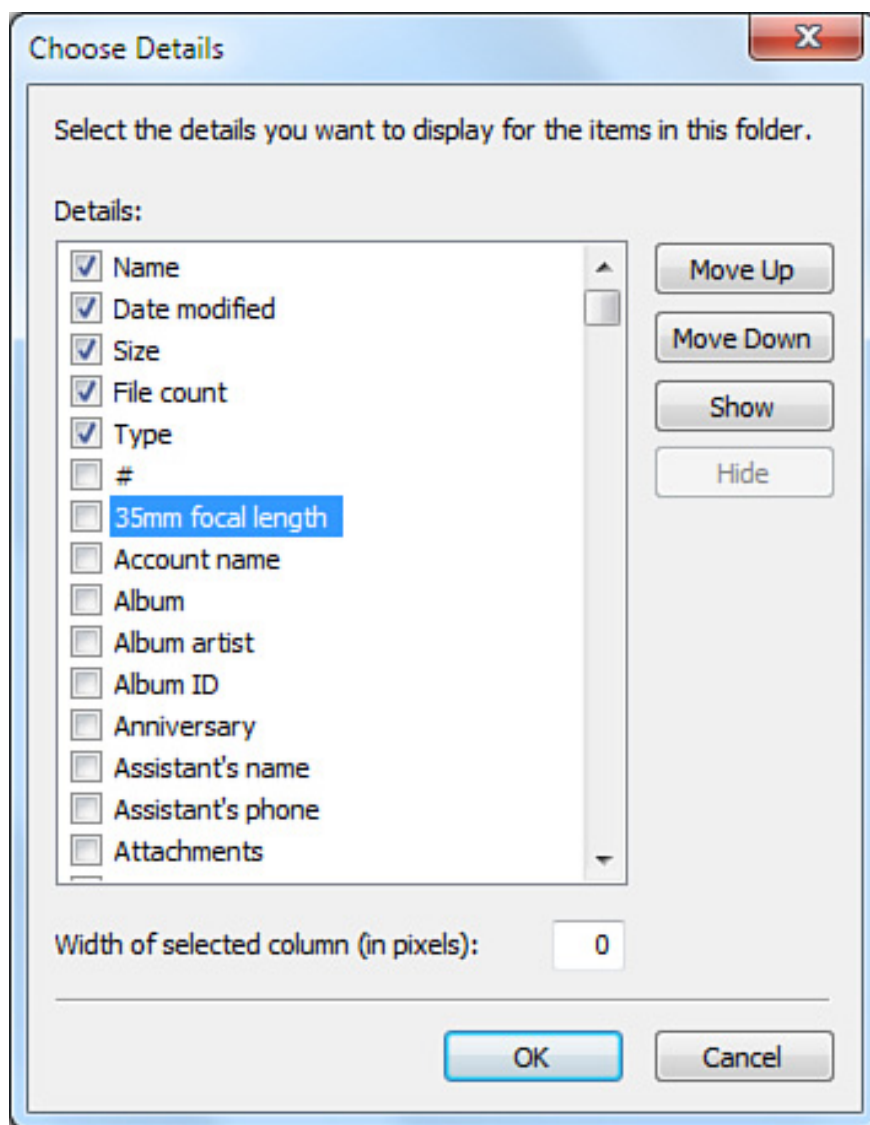 Choose Details
Select the details you want to display for the items in this folder.
Details:
Name
Date modified
Size
File count
Type
#
35mm focal length
Account name
Album
Album artist
Album ID
Anniversary
Assistant's name
Assistant's phone
Attachments
Move Up
Move Down
Show
Hide
Width of selected column (in pixels): 0
OK
Cancel